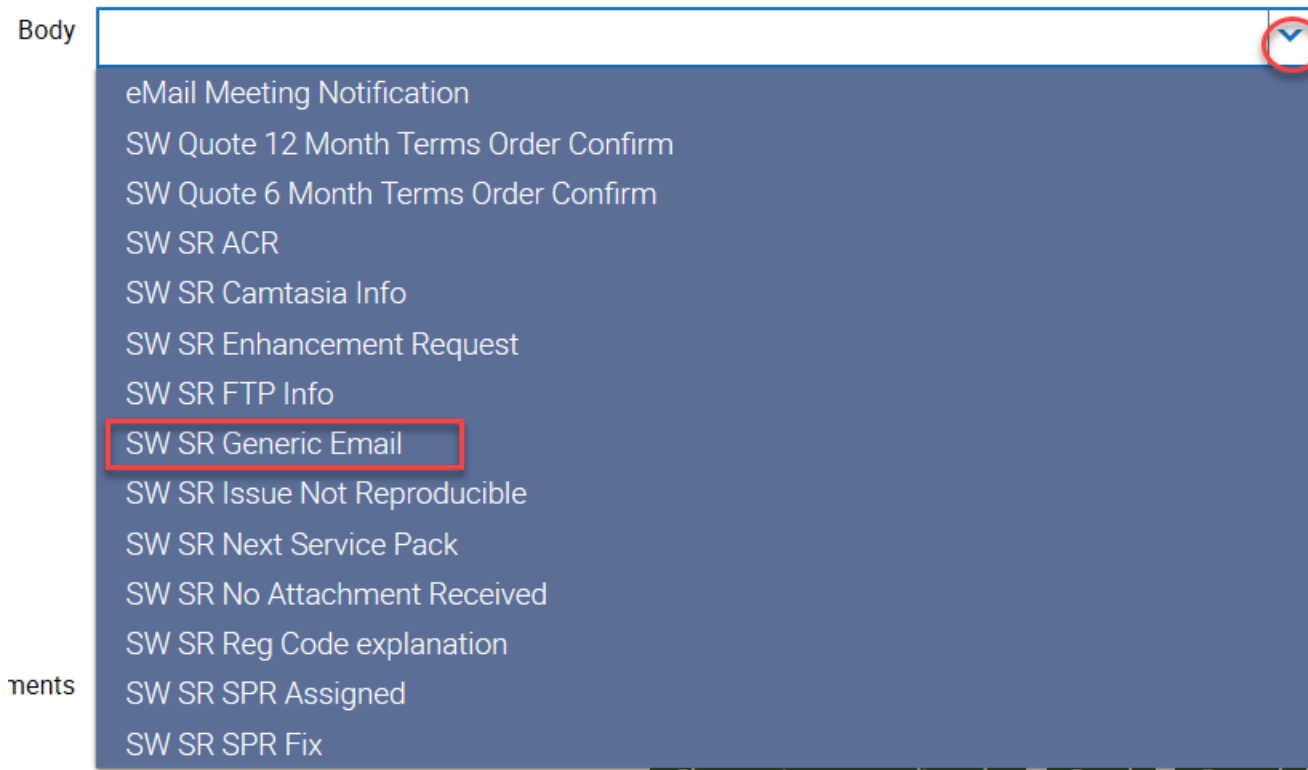 Body
eMail Meeting Notification
SW Quote 12 Month Terms Order Confirm
SW Quote 6 Month Terms Order Confirm
SW SR ACR
SW SR Camtasia Info
SW SR Enhancement Request
SW SR FTP Info
SW SR Generic Email
SW SR Issue Not Reproducible
SW SR Next Service Pack
SW SR No Attachment Received
SW SR Reg Code explanation
ments
SW SR SPR Assigned
SW SR SPR Fix